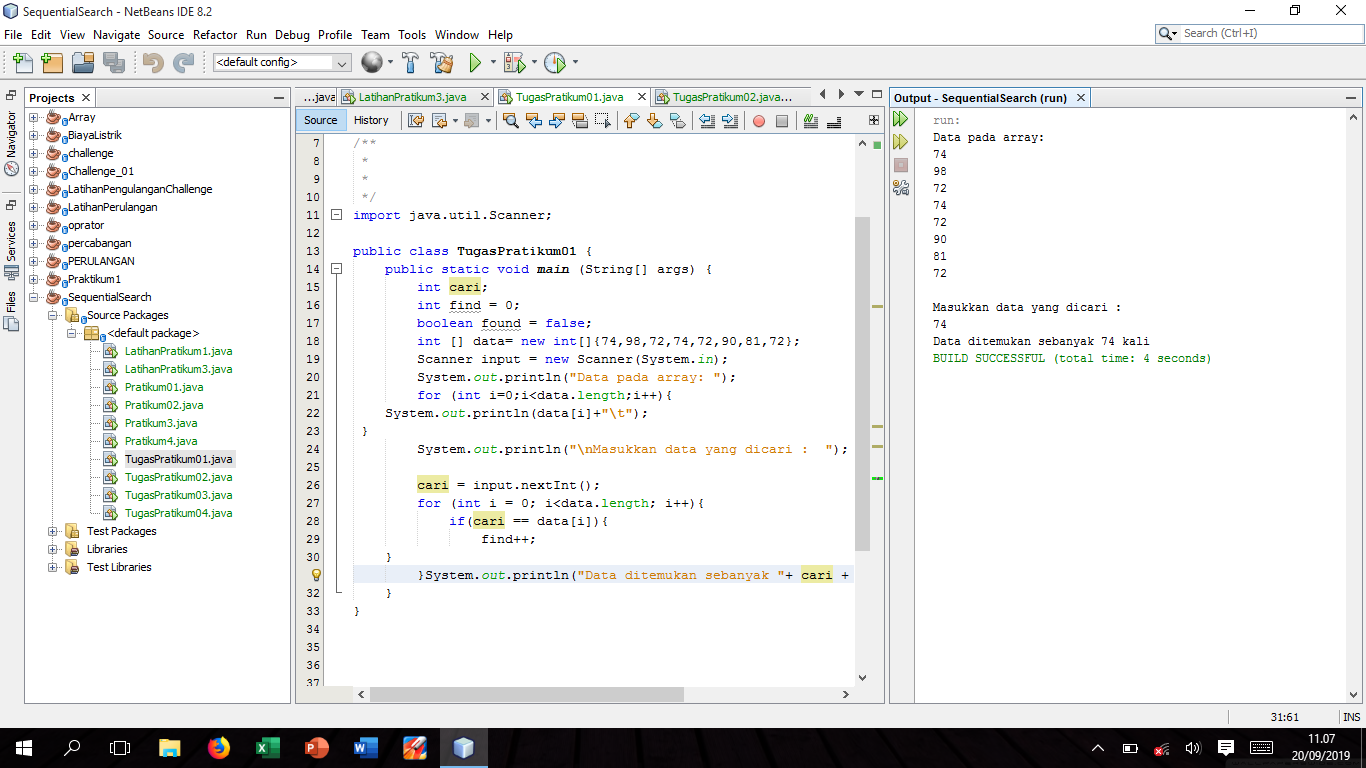 SequentialSearch - NetBeans IDE 8.2
File Edit View Navigate Source Refactor Run Debug Profile Team Tools Window Help
Search (Ctrl+I)
<default config>
Navigator
Services
Files
Projects
Array
BiayaListrik
challenge
Challenge_01
LatihanPengulanganChallenge
LatihanPerulangan
oprator
percabangan
PERULANGAN
Praktikum1
SequentialSearch
Source Packages
<default package>
LatihanPratikum1.java
LatihanPratikum3.java
Pratikum01.java
Pratikum02.java
Pratikum3.java
Pratikum4.java
TugasPratikum01.java
TugasPratikum02.java
TugasPratikum03.java
TugasPratikum04.java
Test Packages
Libraries
Test Libraries
...java LatihanPratikum3.java TugasPratikum01.java TugasPratikum02.java...
Source History
7 /**
8 *
9 *
10 */
11 import java.util.Scanner;
12
13 public class TugasPratikum01 {
14 public static void main (String[] args) {
15 int cari;
16 int find = 0;
17 boolean found = false;
18 int [] data= new int[]{74,98,72,74,72,90,81,72};
19 Scanner input = new Scanner(System.in);
20 System.out.println("Data pada array: ");
21 for (int i=0;i<data.length;i++){
22 System.out.println(data[i]+"\t");
23 }
24 System.out.println("\nMasukkan data yang dicari :  ");
25
26 cari = input.nextInt();
27 for (int i = 0; i<data.length; i++){
28 if(cari == data[i]){
29 find++;
30 }
}System.out.println("Data ditemukan sebanyak "+ cari +
32 }
33 }
34
35
36
37
Output - SequentialSearch (run)
run:
Data pada array:
74
98
72
74
72
90
81
72
Masukkan data yang dicari :
74
Data ditemukan sebanyak 74 kali
BUILD SUCCESSFUL (total time: 4 seconds)
31:61 INS
11.07
20/09/2019